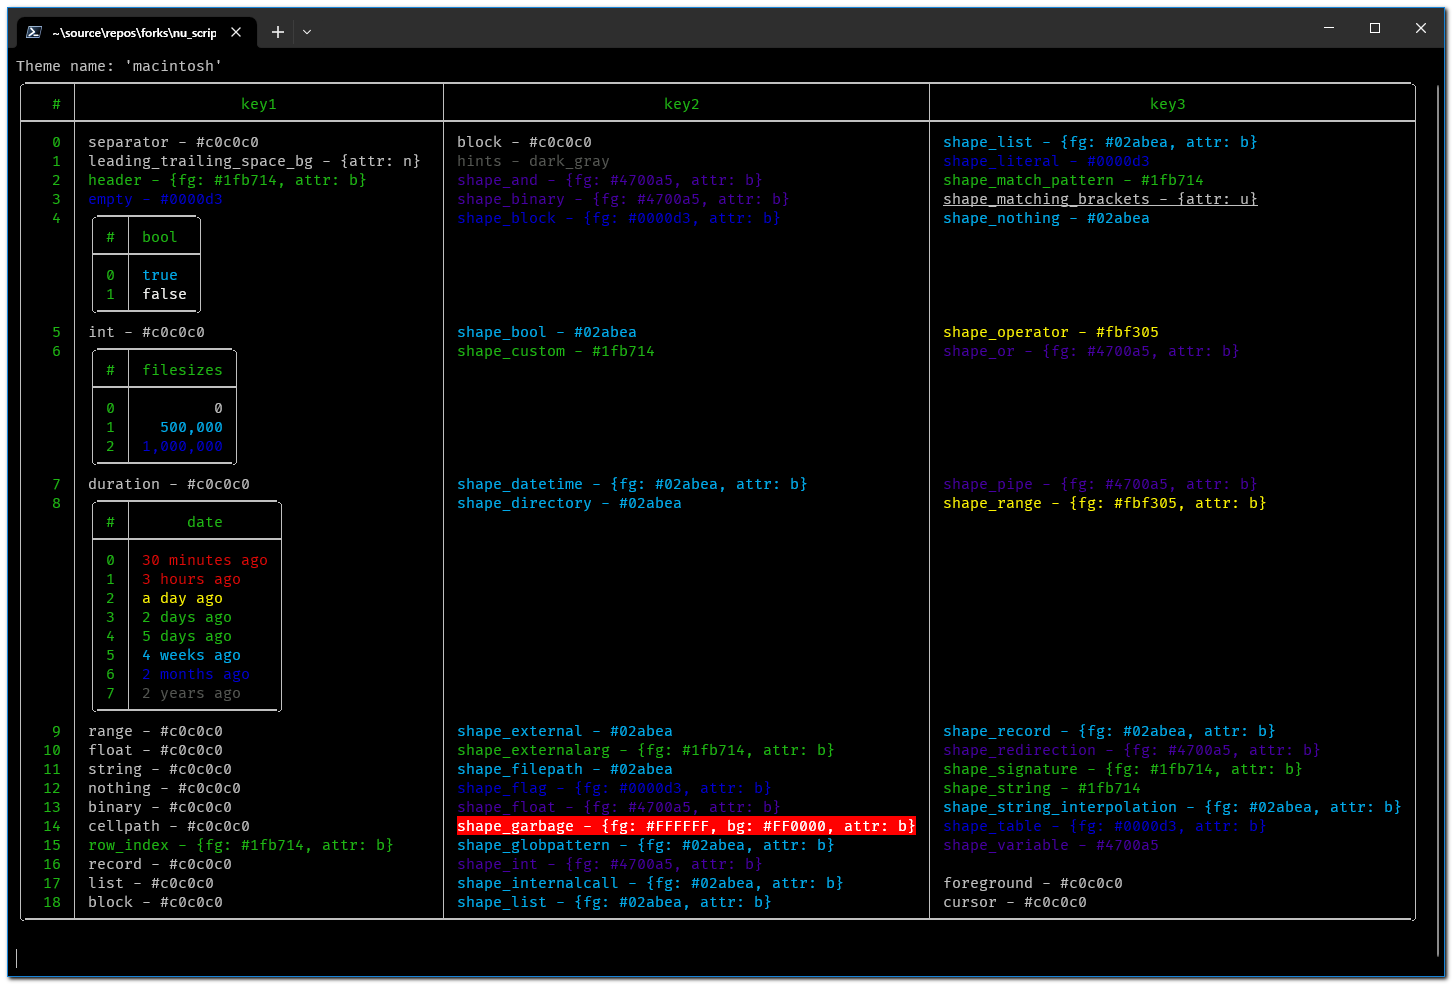 ~\source\repos\forks\nu_scrip
Theme name: 'macintosh'
# key1 key2 key3
0 separator - #c0c0c0 block - #c0c0c0 shape_list - {fg: #02abea, attr: b}
1 leading_trailing_space_bg - {attr: n} hints - dark_gray shape_literal - #0000d3
2 header - {fg: #1fb714, attr: b} shape_and - {fg: #4700a5, attr: b} shape_match_pattern - #1fb714
3 empty - #0000d3 shape_binary - {fg: #4700a5, attr: b} shape_matching_brackets - {attr: u}
4 shape_block - {fg: #0000d3, attr: b} shape_nothing - #02abea
# bool
0 true
1 false
5 int - #c0c0c0 shape_bool - #02abea shape_operator - #fbf305
6 shape_custom - #1fb714 shape_or - {fg: #4700a5, attr: b}
# filesizes
0 0
1 500,000
2 1,000,000
7 duration - #c0c0c0 shape_datetime - {fg: #02abea, attr: b} shape_pipe - {fg: #4700a5, attr: b}
8 shape_directory - #02abea shape_range - {fg: #fbf305, attr: b}
# date
0 30 minutes ago
1 3 hours ago
2 a day ago
3 2 days ago
4 5 days ago
5 4 weeks ago
6 2 months ago
7 2 years ago
9 range - #c0c0c0 shape_external - #02abea shape_record - {fg: #02abea, attr: b}
10 float - #c0c0c0 shape_externalarg - {fg: #1fb714, attr: b} shape_redirection - {fg: #4700a5, attr: b}
11 string - #c0c0c0 shape_filepath - #02abea shape_signature - {fg: #1fb714, attr: b}
12 nothing - #c0c0c0 shape_flag - {fg: #0000d3, attr: b} shape_string - #1fb714
13 binary - #c0c0c0 shape_float - {fg: #4700a5, attr: b} shape_string_interpolation - {fg: #02abea, attr: b}
14 cellpath - #c0c0c0 shape_garbage - {fg: #FFFFFF, bg: #FF0000, attr: b} shape_table - {fg: #0000d3, attr: b}
15 row_index - {fg: #1fb714, attr: b} shape_globpattern - {fg: #02abea, attr: b} shape_variable - #4700a5
16 record - #c0c0c0 shape_int - {fg: #4700a5, attr: b}
17 list - #c0c0c0 shape_internalcall - {fg: #02abea, attr: b} foreground - #c0c0c0
18 block - #c0c0c0 shape_list - {fg: #02abea, attr: b} cursor - #c0c0c0